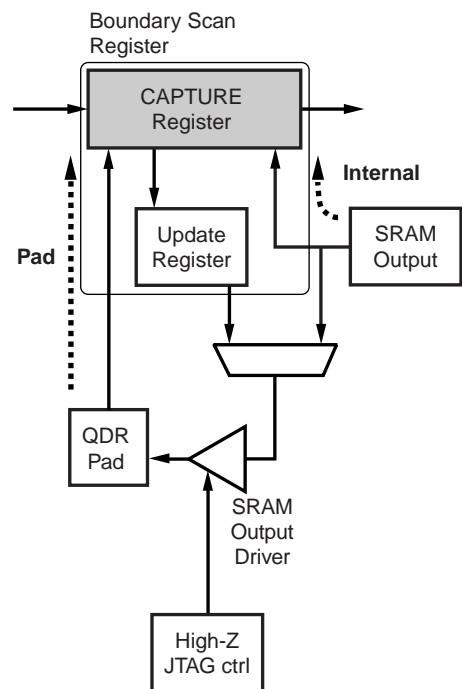 Boundary Scan
Register
CAPTURE
Register
Internal
Update
Register
SRAM
Output
Pad
QDR
Pad
SRAM
Output
Driver
High-Z
JTAG ctrl